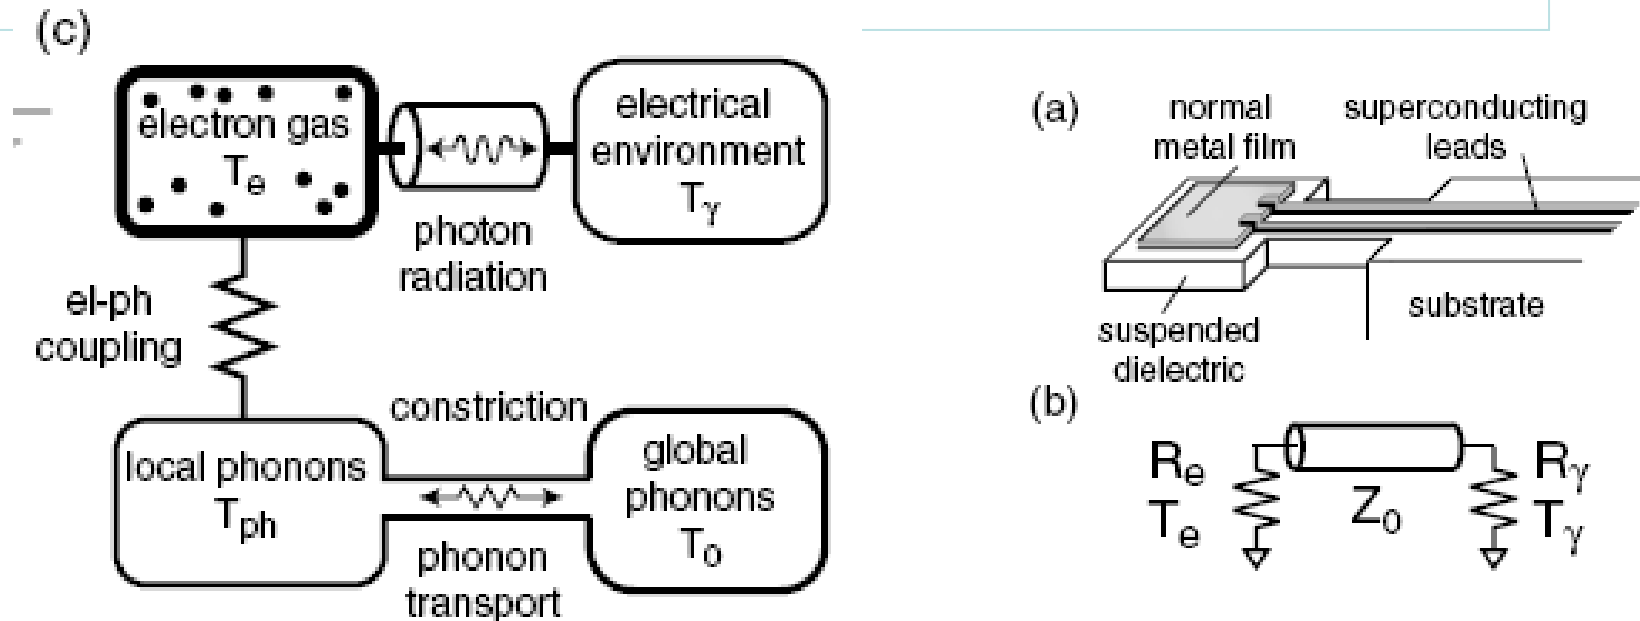 (c)
electron gas
Te
electrical
environment
Tγ
photon
radiation
el-ph
coupling
constriction
local phonons
Tph
global
phonons
T0
phonon
transport
(a)
normal
metal film
superconducting
leads
substrate
suspended
dielectric
(b)
Re
Te
Z0
Rγ
Tγ